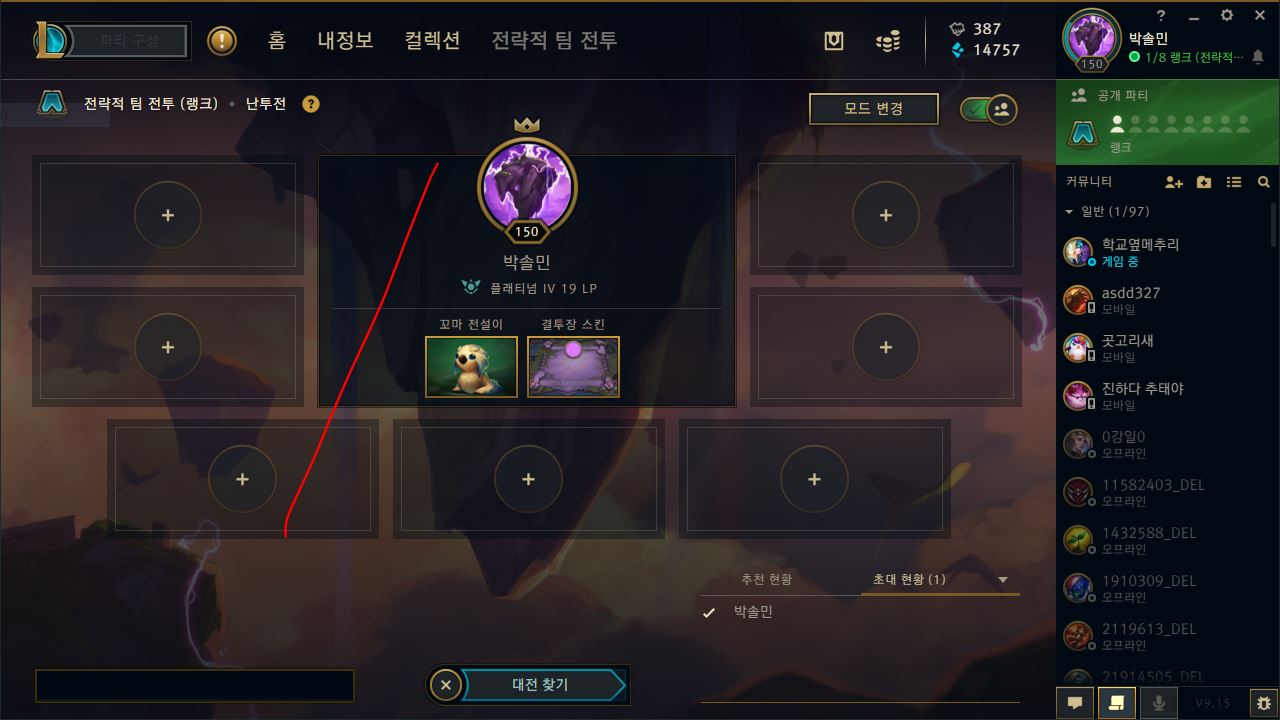 파티 구성
홈 내정보 컬렉션 전략적 팀 전투
387
14757
박솔민
150
1/8 랭크 (전략적···
전략적 팀 전투 (랭크) • 난투전 ?
모드 변경
공개 파티
랭크
150
박솔민
플래티넘 IV 19 LP
꼬마 전설이 결투장 스킨
커뮤니티
일반 (1/97)
학교옆메추리
게임 중
asdd327
모바일
곳고리새
모바일
진하다 추태야
모바일
0강일0
오프라인
11582403_DEL
오프라인
1432588_DEL
오프라인
1910309_DEL
오프라인
2119613_DEL
오프라인
21914505_DEL
추천 현황 초대 현황 (1)
박솔민
대전 찾기
V9.15